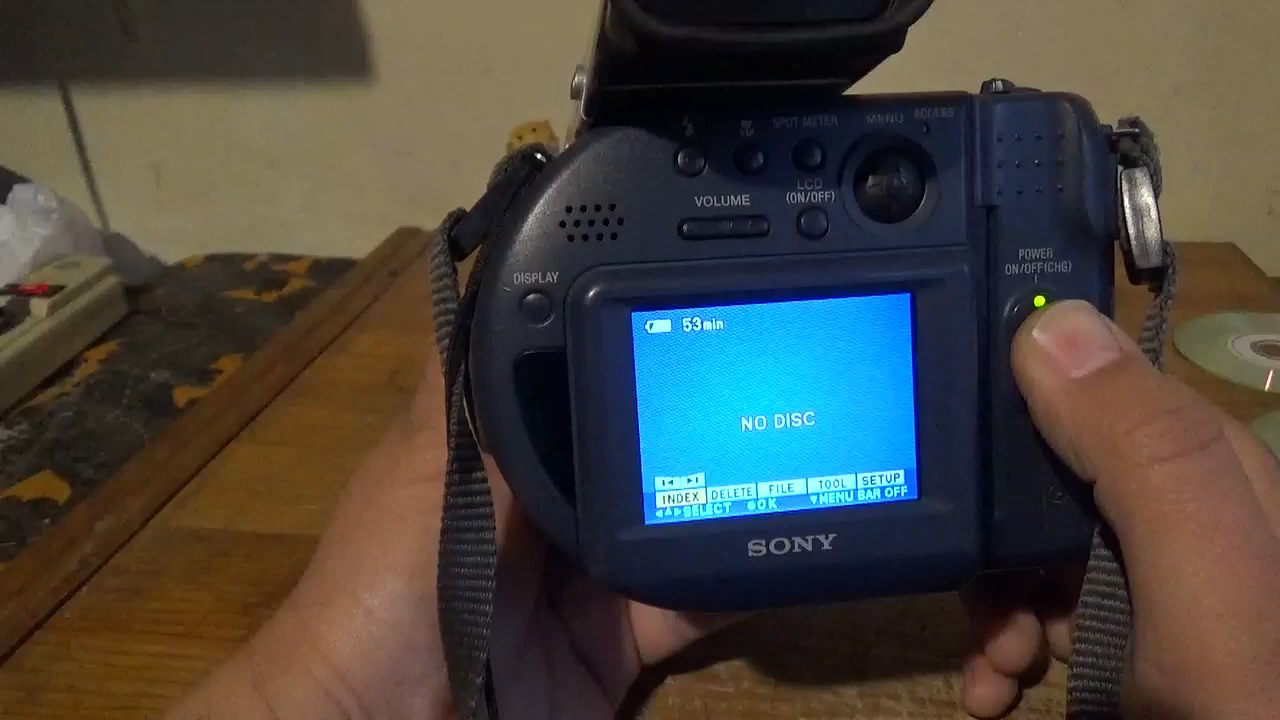 SPOT METER
MENU
ACCESS
VOLUME
LCD
(ON/OFF)
DISPLAY
POWER
ON/OFF(CHG)
53min
NO DISC
INDEX DELETE FILE TOOL SETUP
SELECT OK MENU BAR OFF
SONY